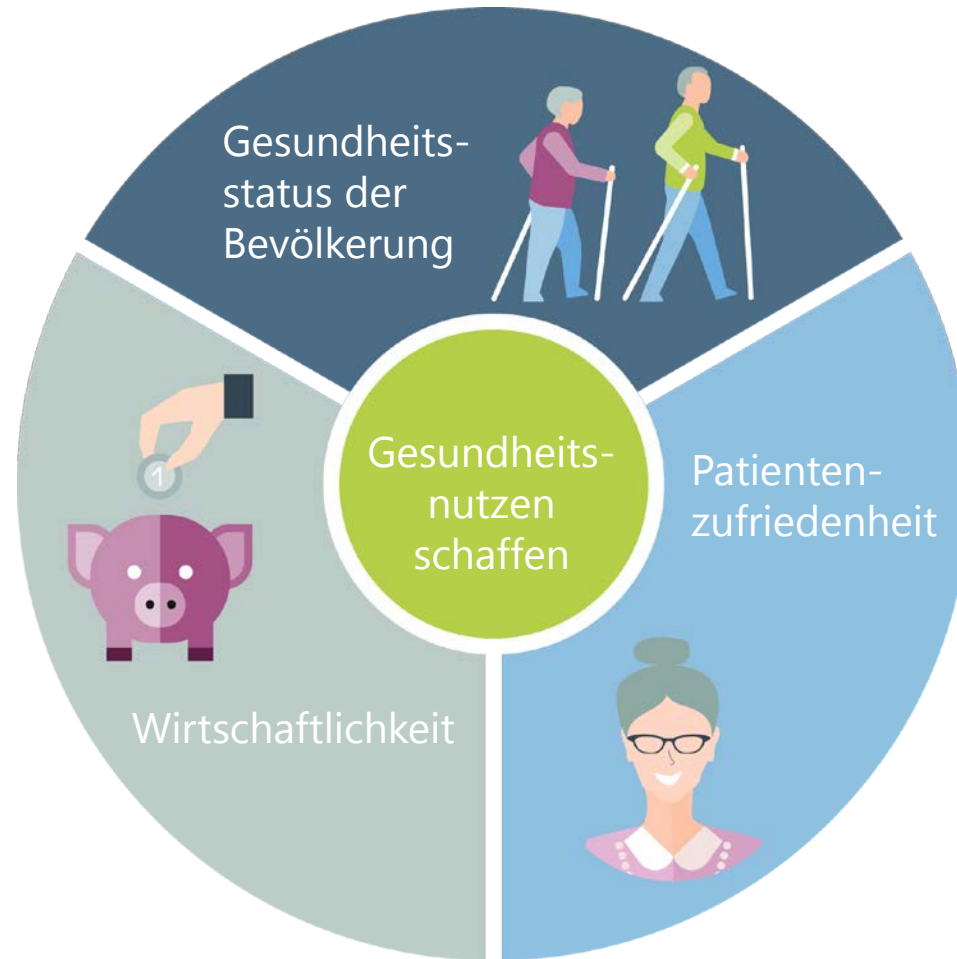 Gesundheits-
status der
Bevölkerung
Gesundheits-
nutzen
schaffen
Patienten-
zufriedenheit
1
Wirtschaftlichkeit